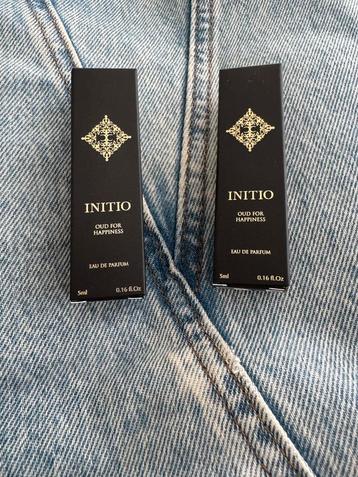 INITIO
OUD FOR
HAPPINESS
EAU DE PARFUM
5ml 0.16 fl.Oz
INITIO
OUD FOR
HAPPINESS
EAU DE PARFUM
5ml 0.16 fl.Oz